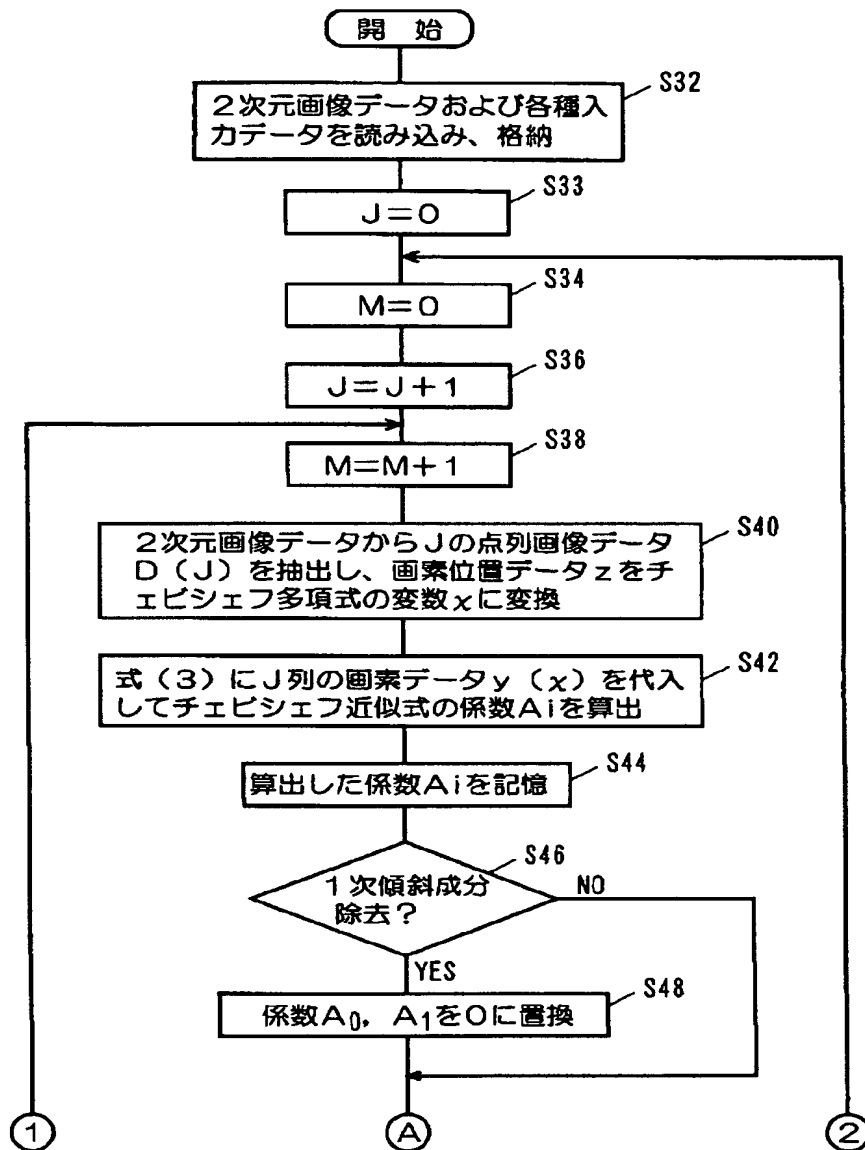 開 始
S32
2次元画像データおよび各種入
力データを読み込み、格納
S33
J=0
S34
M=0
S36
J=J+1
S38
M=M+1
S40
2次元画像データからJの点列画像データ
D(J)を抽出し、画素位置データzをチ
ェビシェフ多項式の変数χに変換
S42
式(3)にJ列の画素データy(χ)を代入
してチェビシェフ近似式の係数Aiを算出
S44
算出した係数Aiを記憶
S46
1次傾斜成分
除去?
NO
YES
S48
係数A0, A1を0に置換
1
A
2